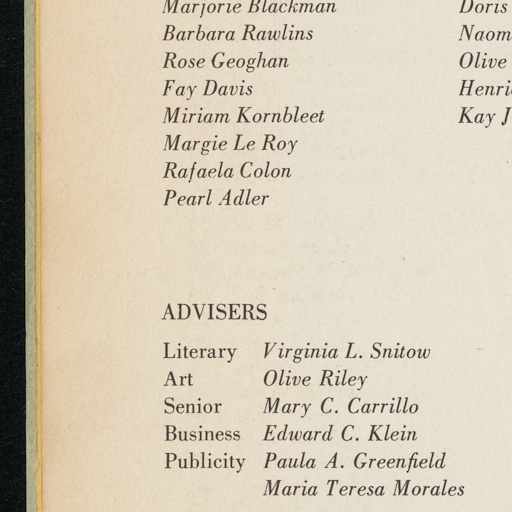 Marjorie Blackman Doris
Barbara Rawlins
Rose Geoghan Olive
Fay Davis
Miriam Kornbleet Kay J
Margie Le Roy
Rafaela Colon
Pearl Adler
ADVISERS
Literary Virginia L. Snitow
Art Olive Riley
Senior Mary C. Carrillo
Business Edward C. Klein
Publicity Paula A. Greenfield
Maria Teresa Morales